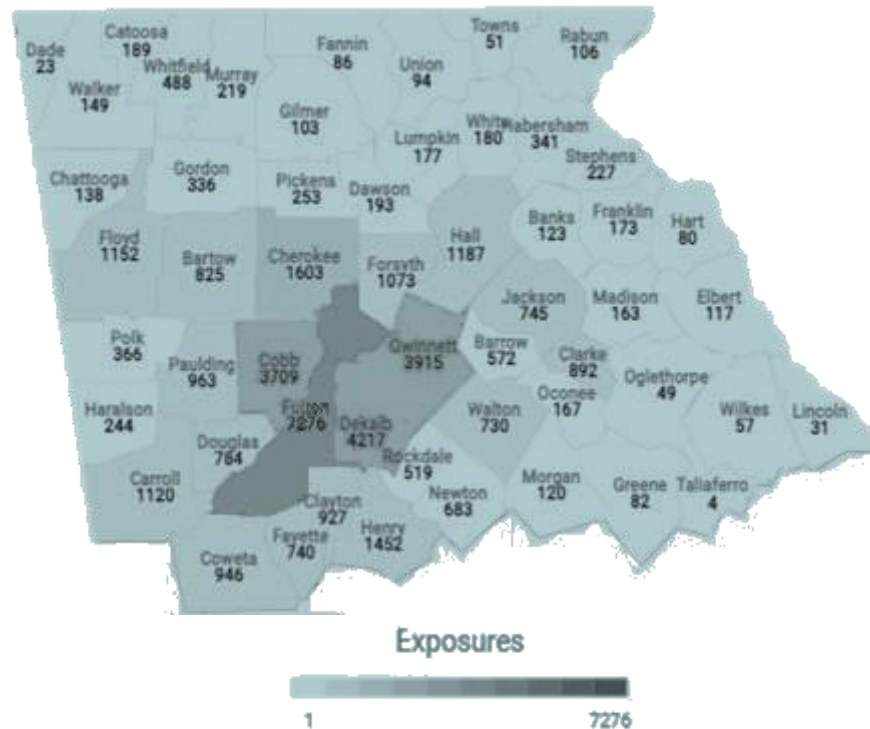 Towns
51
Catoosa
189
Rabun
106
Dade
23
Fannin
86
Whitfield
488
Murray
219
Union
94
Walker
149
Gilmer
103
White
180
Habersham
341
Lumpkin
177
Stephens
227
Gordon
336
Chattooga
138
Pickens
253
Dawson
193
Banks
123
Franklin
173
Hart
80
Floyd
1152
Hall
1187
Bartow
825
Cherokee
1603
Forsyth
1073
Jackson
745
Madison
163
Elbert
117
Polk
366
Paulding
963
Cobb
3709
Gwinnett
3915
Barrow
572
Clarke
892
Oglethorpe
49
Oconee
167
Haralson
244
Fulton
7276
Dekalb
4217
Walton
730
Wilkes
57
Lincoln
31
Douglas
764
Rockdale
519
Carroll
1120
Clayton
927
Newton
683
Morgan
120
Greene
82
Taliaferro
4
Fayette
740
Henry
1452
Coweta
946
Exposures
1
7276